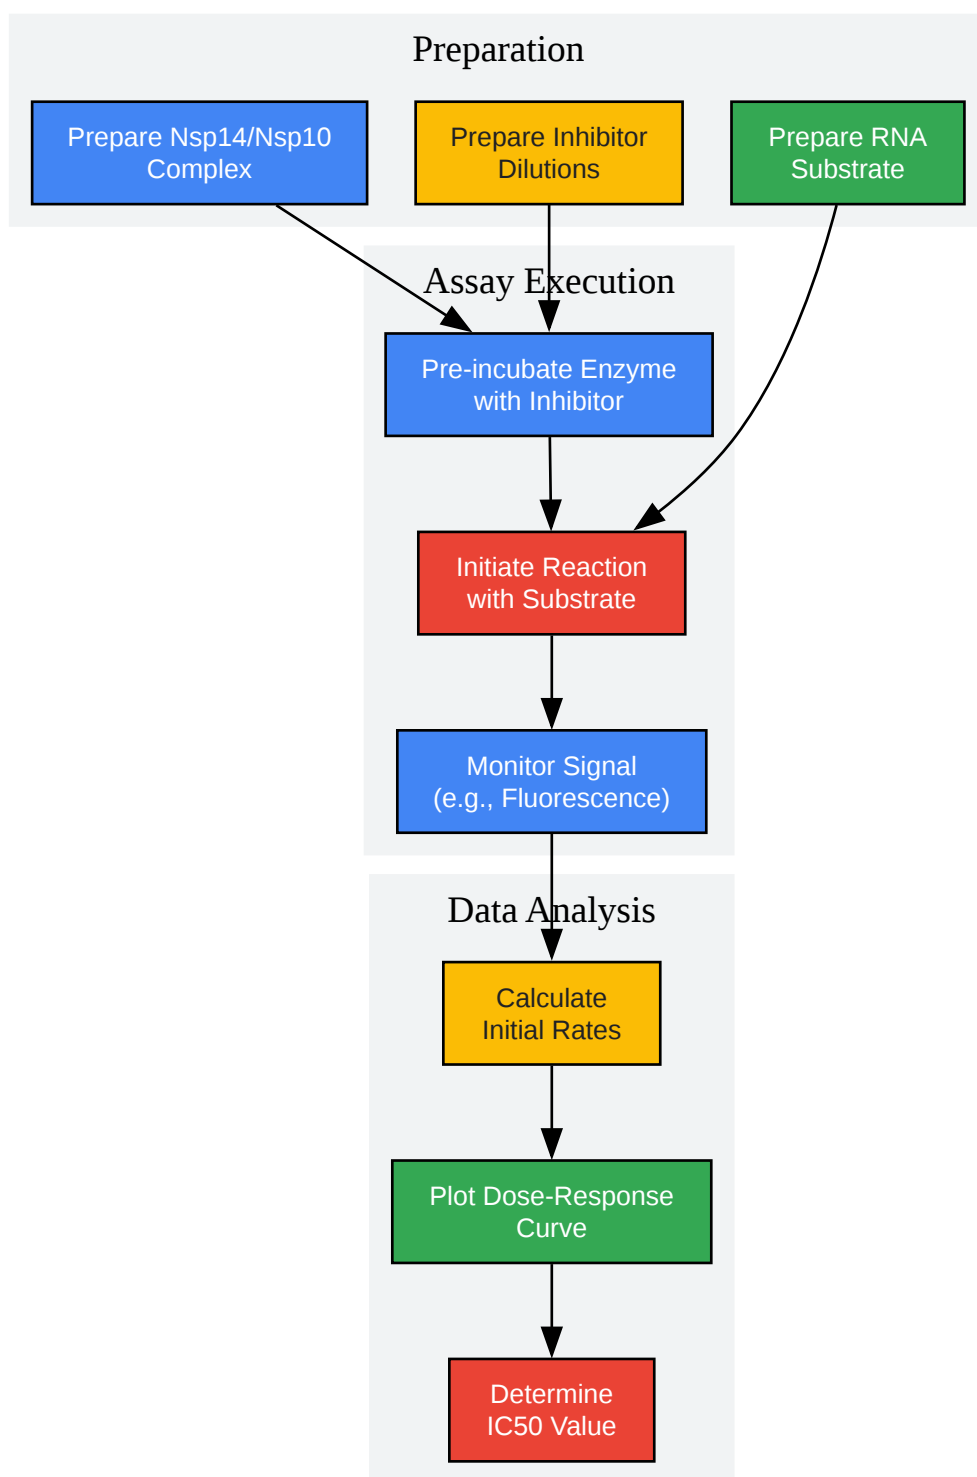 Preparation
Prepare Nsp14/Nsp10
Complex
Prepare Inhibitor
Dilutions
Prepare RNA
Substrate
Assay Execution
Pre-incubate Enzyme
with Inhibitor
Initiate Reaction
with Substrate
Monitor Signal
(e.g., Fluorescence)
Data Analysis
Calculate
Initial Rates
Plot Dose-Response
Curve
Determine
IC50 Value